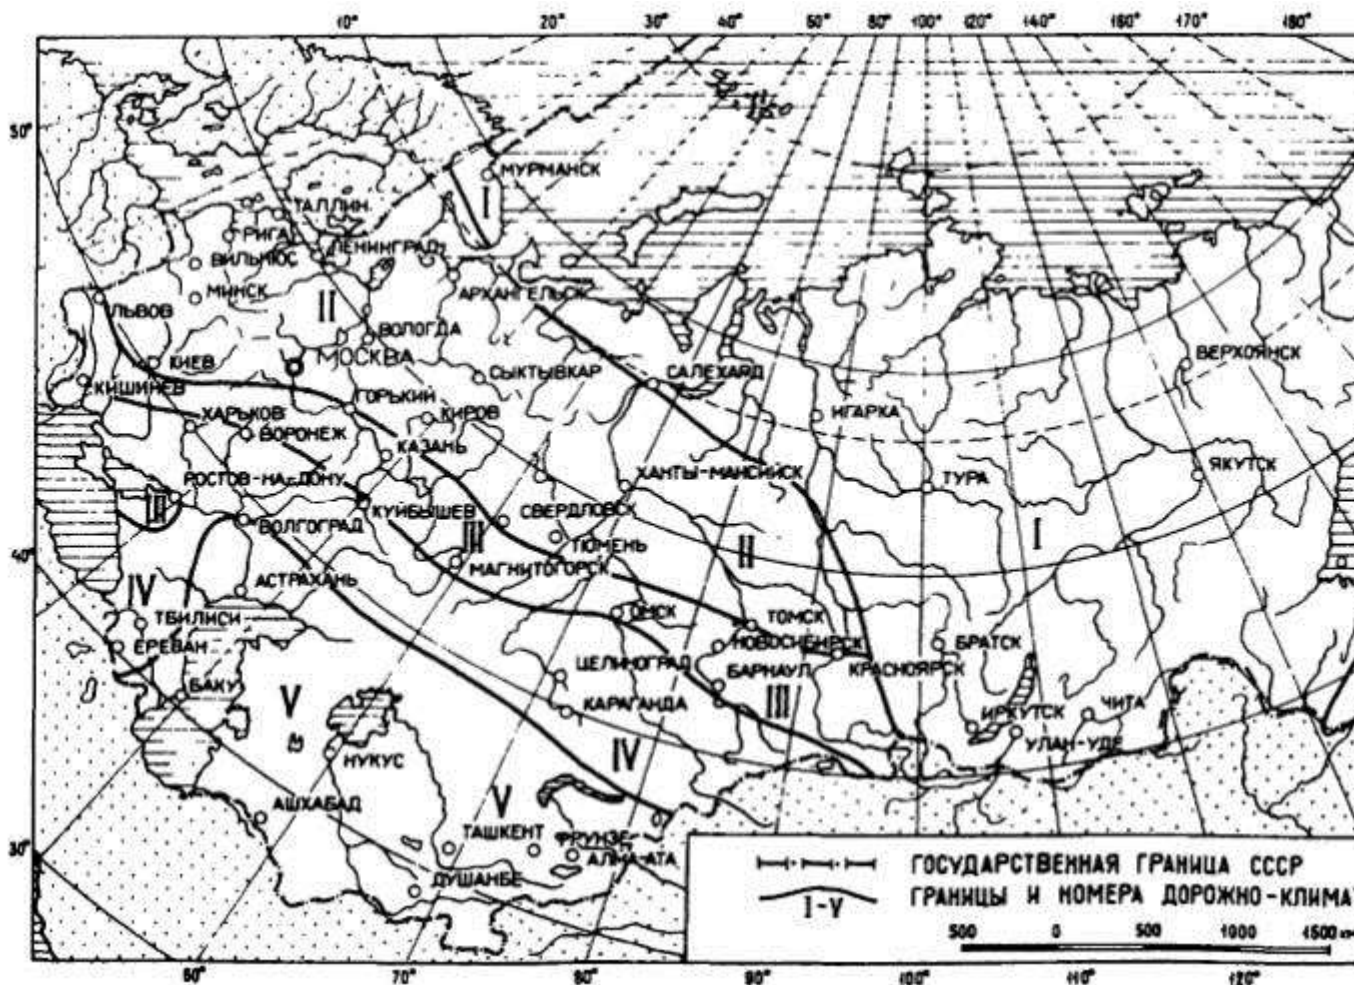 10° 20° 30° 40° 50° 80° 100° 120° 140° 160° 170° 180°
50°
МУРМАНСК
I
ТАЛЛИН
РИГА
ЛЕНИНГРАД
ВИЛЬНЮС
АРХАНГЕЛЬСК
МИНСК
II
ЛЬВОВ
ВОЛОГДА
МОСКВА
КИЕВ
СЫКТЫВКАР
САЛЕХАРД
ВЕРХОЯНСК
КИШИНЕВ
ГОРЬКИЙ
ХАРЬКОВ
КИРОВ
ИГАРКА
ВОРОНЕЖ
КАЗАНЬ
ХАНТЫ-МАНСИЙСК
ТУРА
ЯКУТСК
РОСТОВ-НА-ДОНУ
III
КУЙБЫШЕВ
СВЕРДЛОВСК
ВОЛГОГРАД
III
ТЮМЕНЬ
II
I
40°
МАГНИТОГОРСК
АСТРАХАНЬ
IV
ТБИЛИСИ
ОМСК
ТОМСК
ЕРЕВАН
НОВОСИБИРСК
БРАТСК
ЦЕЛИНОГРАД
БАРНАУЛ
КРАСНОЯРСК
БАКУ
V
КАРАГАНДА
III
ИРКУТСК
ЧИТА
УЛАН-УДЕ
НУКУС
IV
АШХАБАД
V
ТАШКЕНТ
ФРУНЗЕ
АЛМА-АТА
30°
ДУШАНБЕ
ГОСУДАРСТВЕННАЯ ГРАНИЦА СССР
I-V ГРАНИЦЫ И НОМЕРА ДОРОЖНО-КЛИМАТ
500 0 500 1000 1500 км
60° 70° 80° 90° 100° 110° 120°